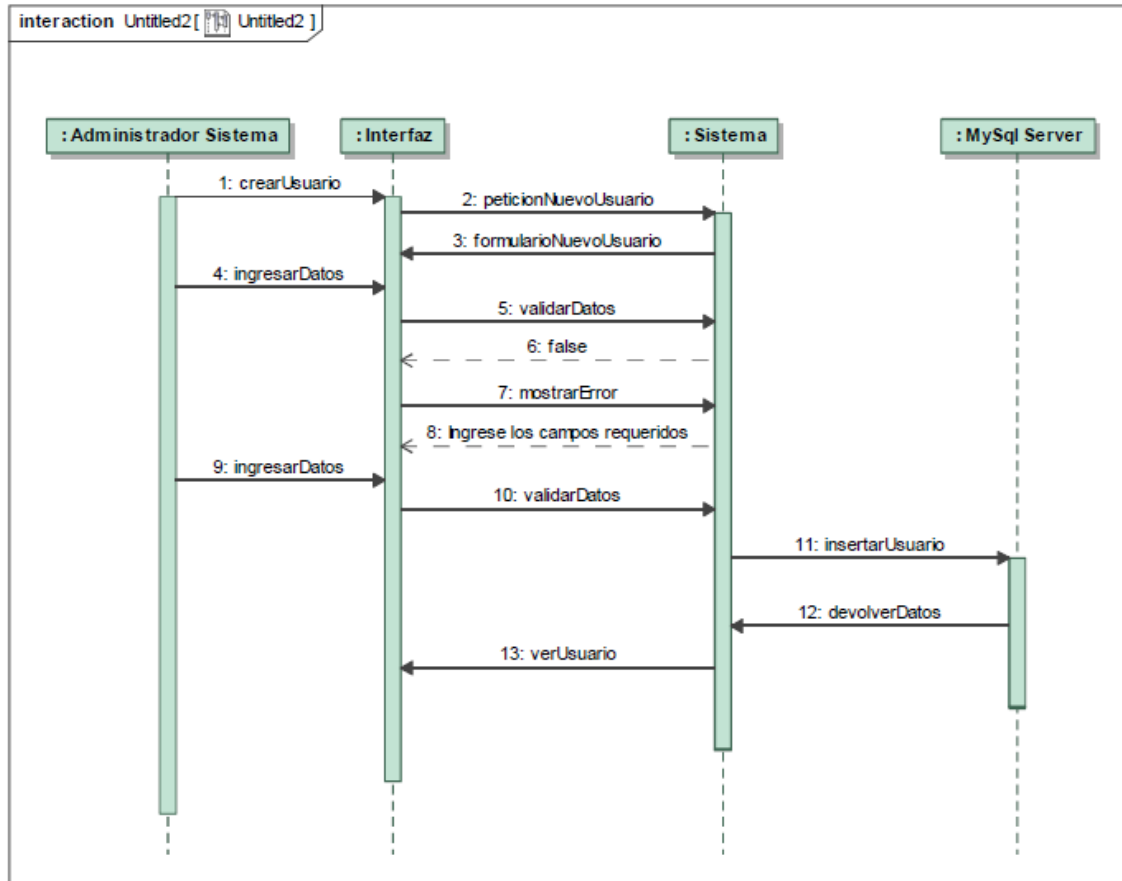 interaction Untitled2 [ Untitled2 ]
: Administrador Sistema
: Interfaz
: Sistema
: MySql Server
1: crearUsuario
2: peticionNuevoUsuario
3: formularioNuevoUsuario
4: ingresarDatos
5: validarDatos
6: false
7: mostrarError
8: Ingrese los campos requeridos
9: ingresarDatos
10: validarDatos
11: insertarUsuario
12: devolverDatos
13: verUsuario